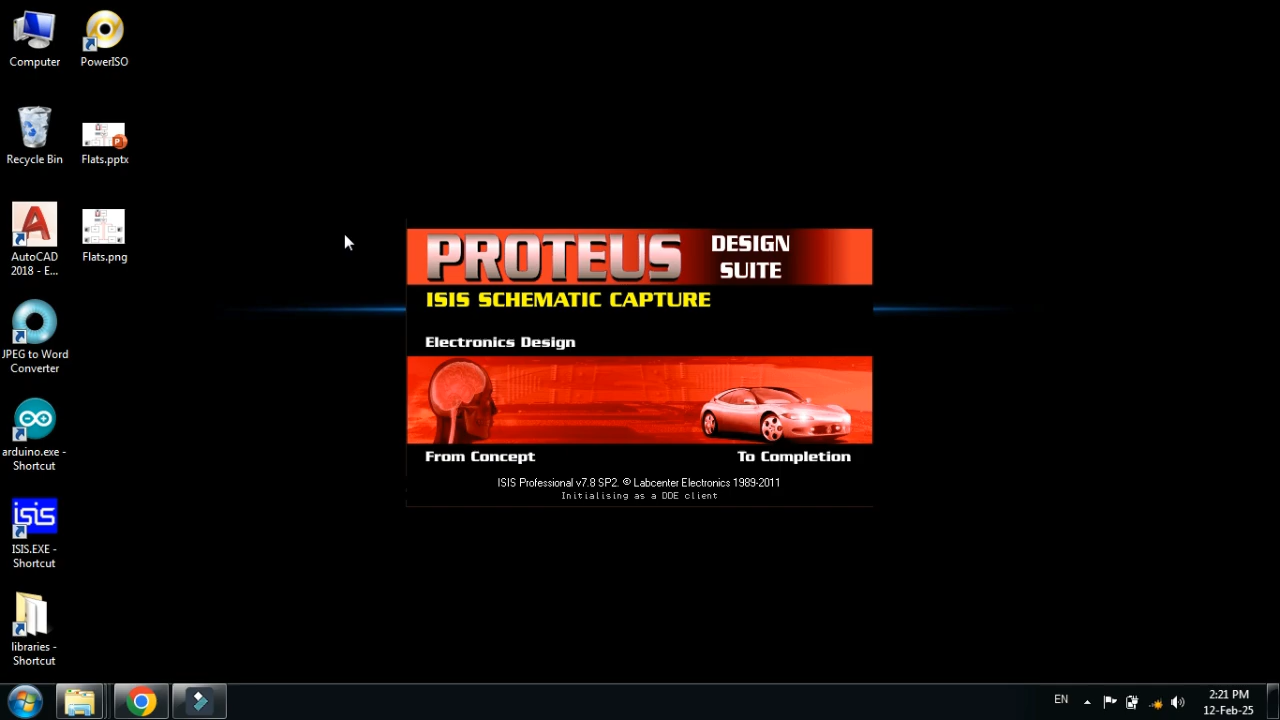 Computer
PowerISO
Recycle Bin
Flats.pptx
AutoCAD
2018 - E...
Flats.png
JPEG to Word
Converter
arduino.exe -
Shortcut
isis
ISIS.EXE -
Shortcut
libraries -
Shortcut
PROTEUS
DESIGN
SUITE
ISIS SCHEMATIC CAPTURE
Electronics Design
From Concept
To Completion
ISIS Professional v7.8 SP2. © Labcenter Electronics 1989-2011
Initialising as a DDE client
EN
2:21 PM
12-Feb-25